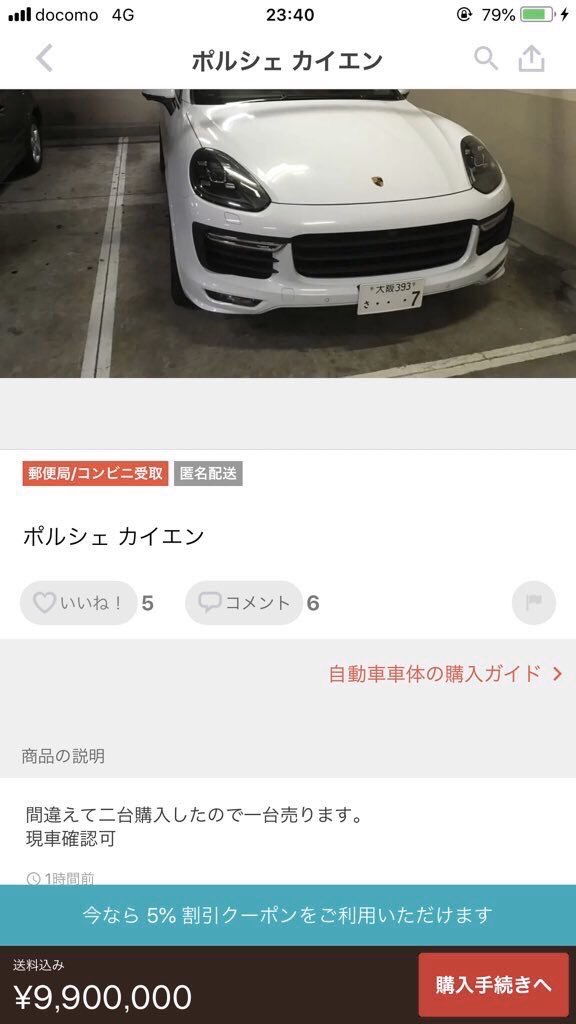 docomo 4G 23:40 79%
ポルシェ カイエン
大阪393
さ・・・7
郵便局/コンビニ受取 匿名配送
ポルシェ カイエン
いいね！ 5 コメント 6
自動車車体の購入ガイド
商品の説明
間違えて二台購入したので一台売ります。
現車確認可
1時間前
今なら 5% 割引クーポンをご利用いただけます
送料込み
¥9,900,000
購入手続きへ